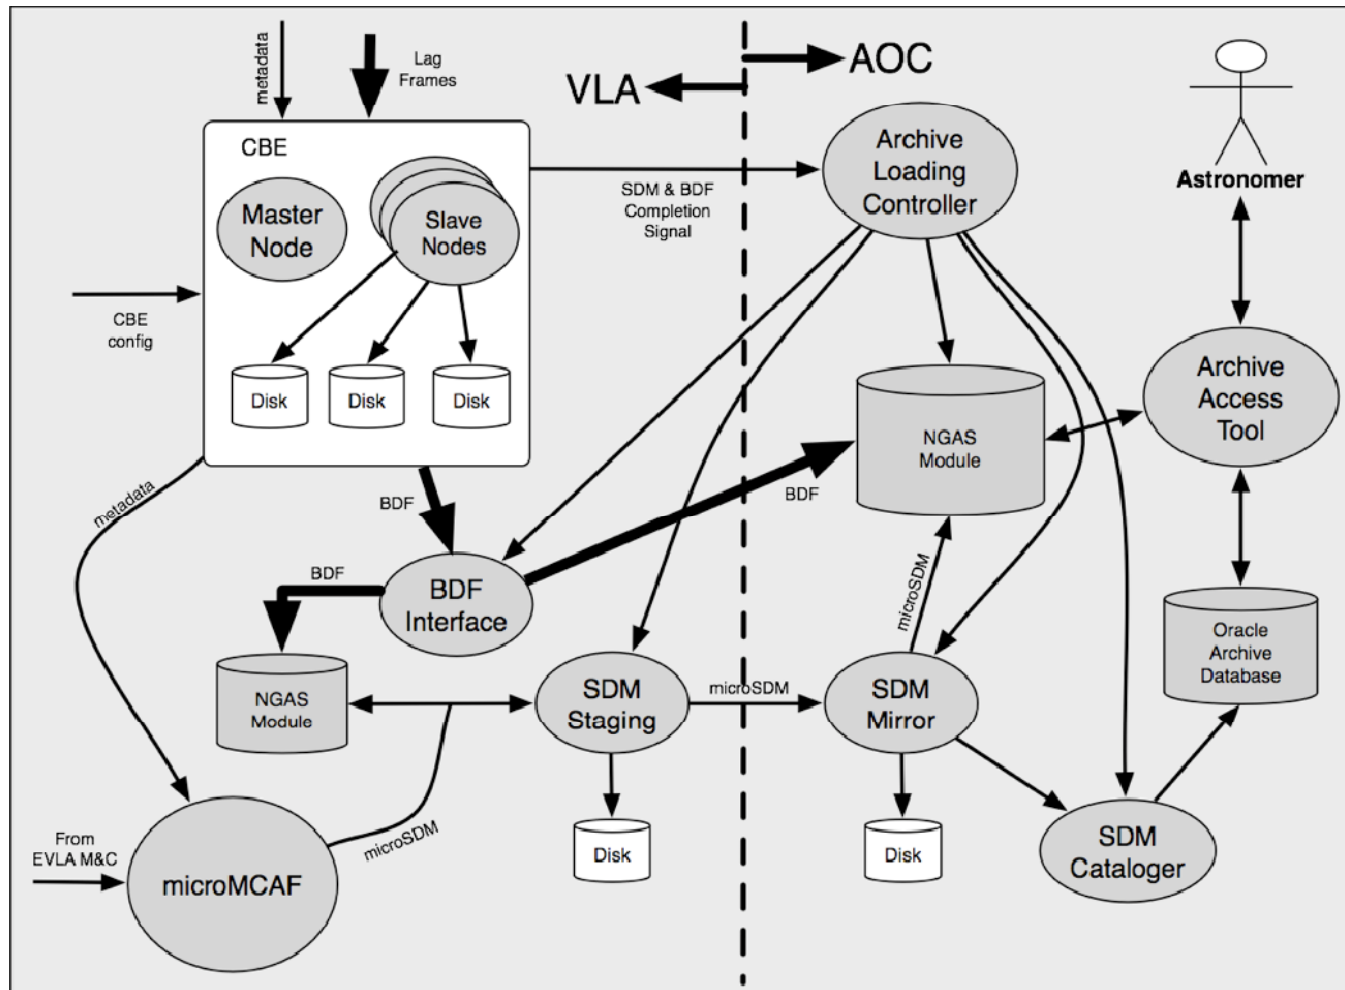 metadata
Lag
Frames
VLA
AOC
CBE
Master
Node
Slave
Nodes
SDM & BDF
Completion
Signal
Archive
Loading
Controller
Astronomer
CBE
config
Disk
Disk
Disk
Archive
Access
Tool
NGAS
Module
metadata
BDF
BDF
BDF
BDF
Interface
microSDM
Oracle
Archive
Database
NGAS
Module
SDM
Staging
microSDM
SDM
Mirror
From
EVLA M&C
microMCAF
microSDM
Disk
Disk
SDM
Cataloger